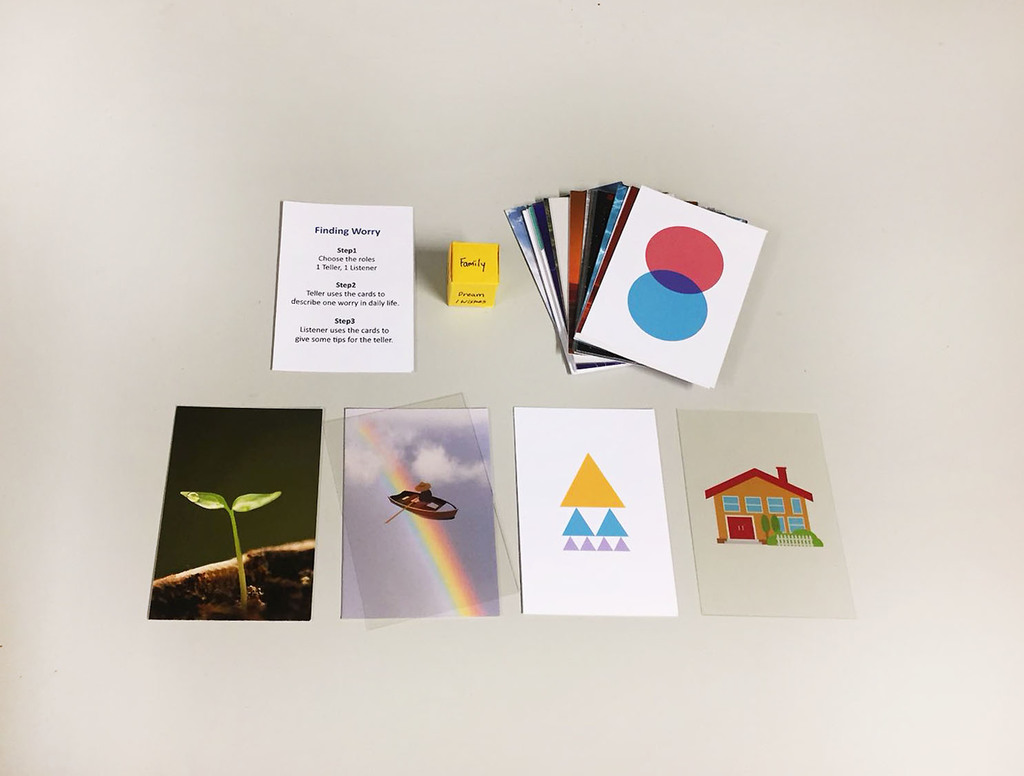 Finding Worry
Step1
Choose the roles
1 Teller, 1 Listener
Step2
Teller uses the cards to
describe one worry in daily life.
Step3
Listener uses the cards to
give some tips for the teller.
Family
Dream
/ Wishes